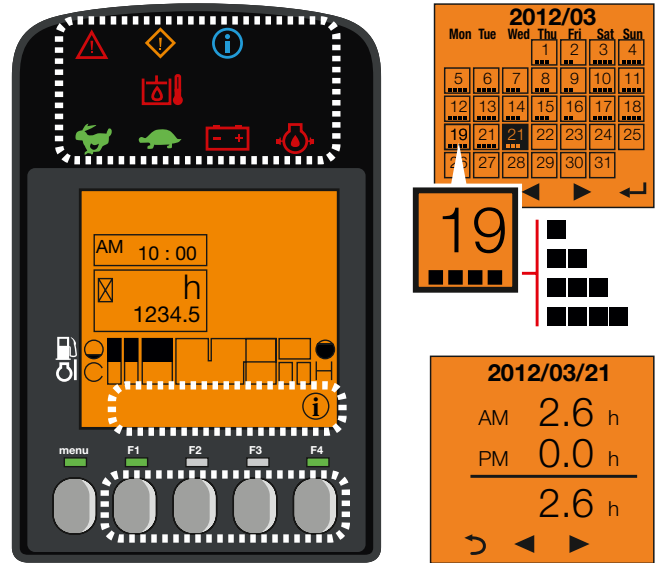 AM 10 : 00
h
1234.5
C H
i
menu F1 F2 F3 F4
2012/03
Mon Tue Wed Thu Fri Sat Sun
1 2 3 4
5 6 7 8 9 10 11
12 13 14 15 16 17 18
19 21 21 22 23 24 25
26 27 28 29 30 31
19
2012/03/21
AM 2.6 h
PM 0.0 h
2.6 h